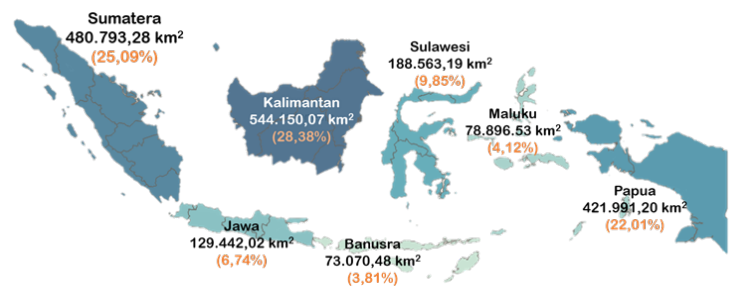 Sumatera
480.793,28 km²
(25,09%)
Sulawesi
188.563,19 km²
(9,85%)
Kalimantan
544.150,07 km²
(28,38%)
Maluku
78.896.53 km²
(4,12%)
Papua
421.991,20 km²
(22,01%)
Jawa
129.442,02 km²
(6,74%)
Banusra
73.070,48 km²
(3,81%)